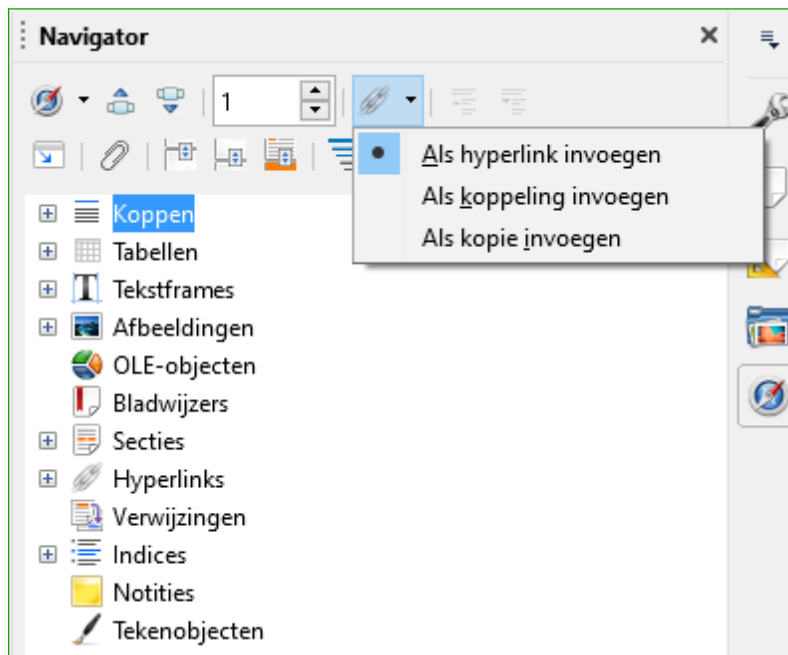 Navigator
1
Als hyperlink invoegen
Als koppeling invoegen
Als kopie invoegen
Koppen
Tabellen
Tekstframes
Afbeeldingen
OLE-objecten
Bladwijzers
Secties
Hyperlinks
Verwijzingen
Indices
Notities
Tekenobjecten